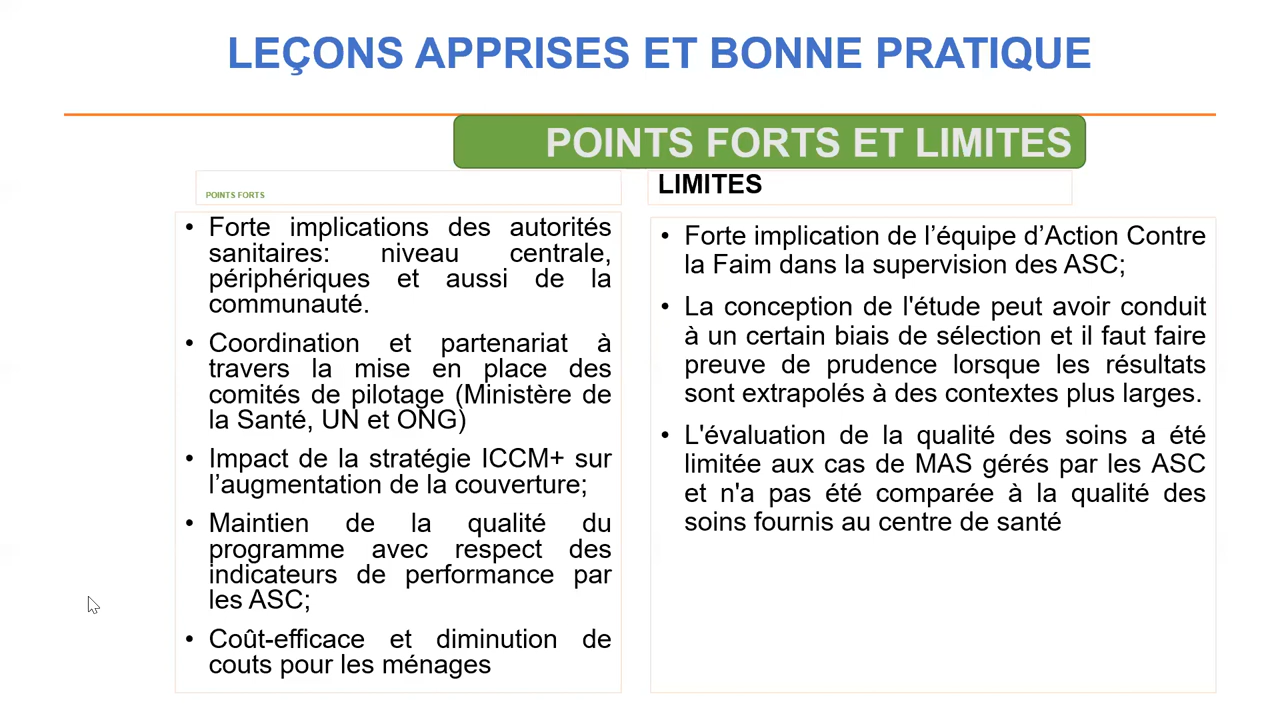 LEÇONS APPRISES ET BONNE PRATIQUE
POINTS FORTS ET LIMITES
POINTS FORTS
• Forte implications des autorités
sanitaires: niveau centrale,
périphériques et aussi de la
communauté.
• Coordination et partenariat à
travers la mise en place des
comités de pilotage (Ministère de
la Santé, UN et ONG)
• Impact de la stratégie ICCM+ sur
l’augmentation de la couverture;
• Maintien de la qualité du
programme avec respect des
indicateurs de performance par
les ASC;
• Coût-efficace et diminution de
couts pour les ménages
LIMITES
• Forte implication de l’équipe d’Action Contre
la Faim dans la supervision des ASC;
• La conception de l'étude peut avoir conduit
à un certain biais de sélection et il faut faire
preuve de prudence lorsque les résultats
sont extrapolés à des contextes plus larges.
• L'évaluation de la qualité des soins a été
limitée aux cas de MAS gérés par les ASC
et n'a pas été comparée à la qualité des
soins fournis au centre de santé